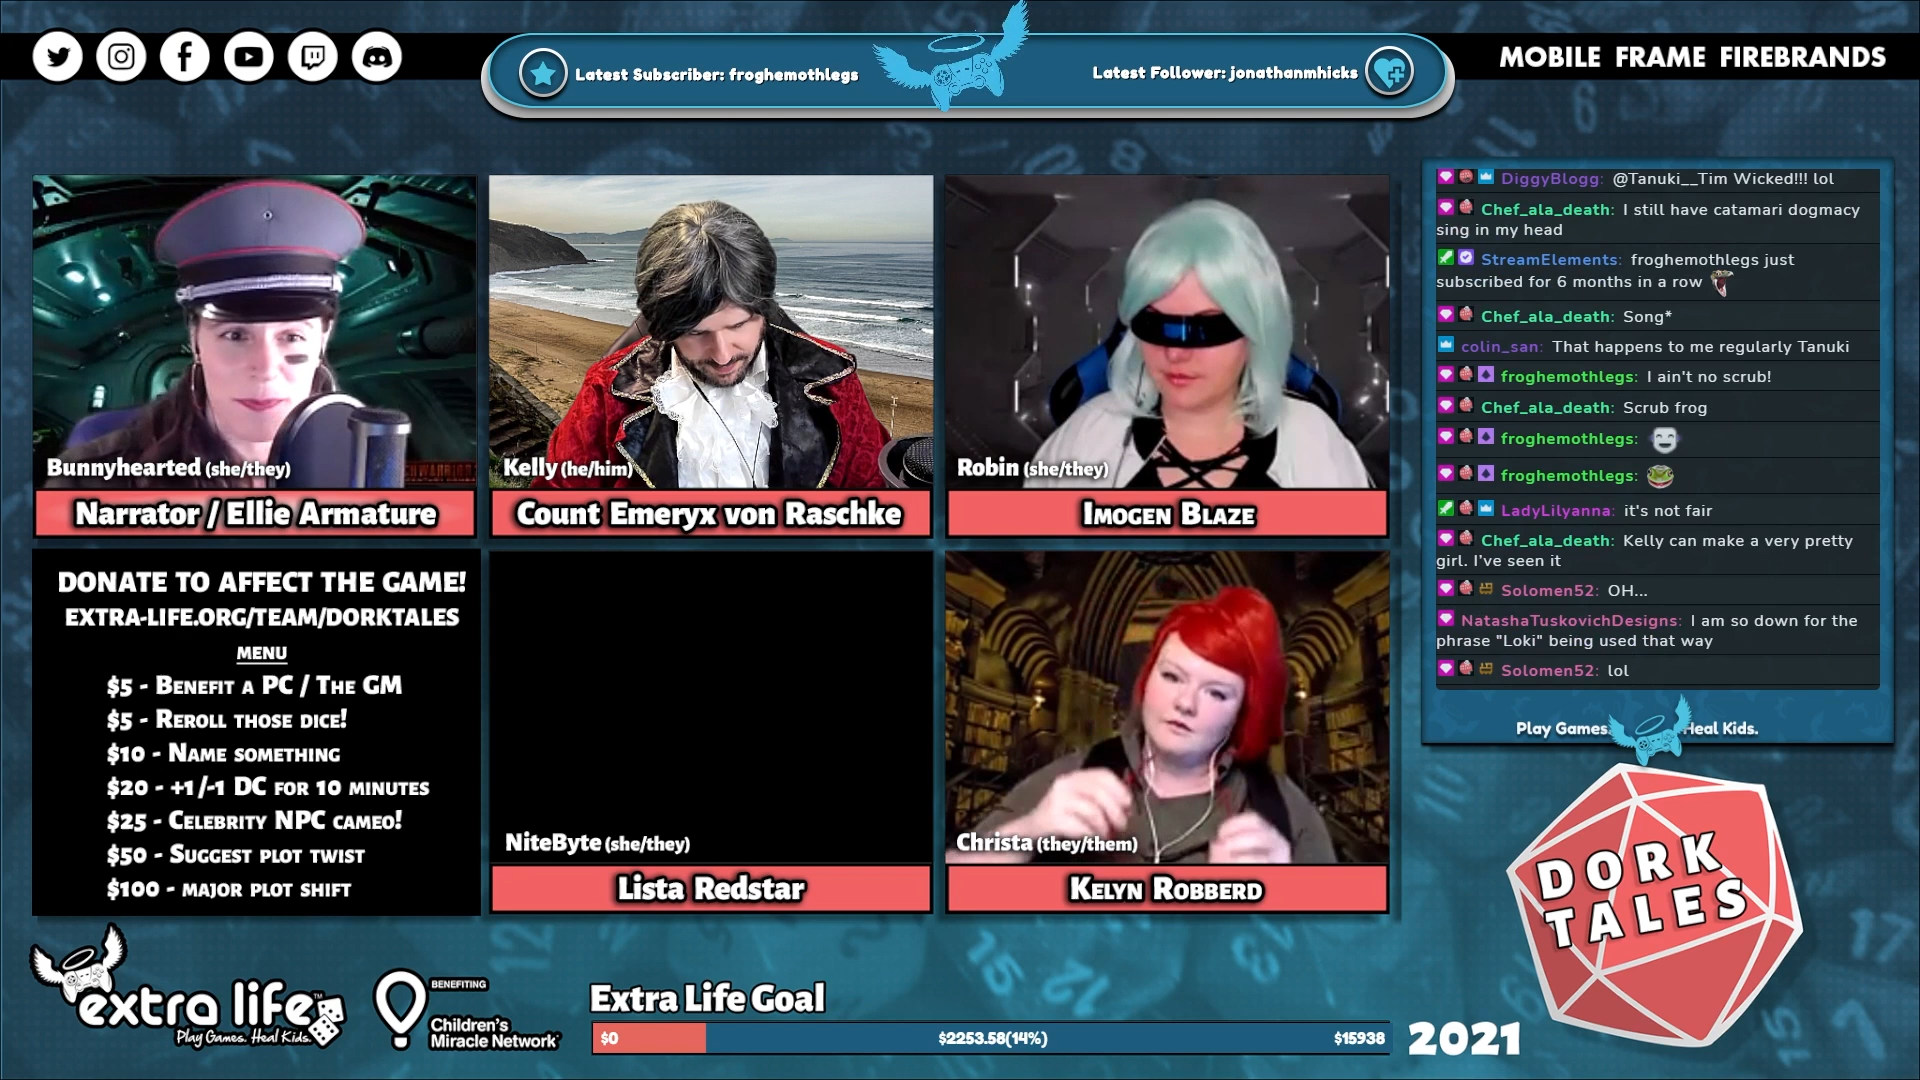 Latest Subscriber: froghemothlegs
Latest Follower: jonathanmhicks
MOBILE FRAME FIREBRANDS
Bunnyhearted (she/they)
Narrator / Ellie Armature
Kelly (he/him)
Count Emeryx von Raschke
Robin (she/they)
Imogen Blaze
DONATE TO AFFECT THE GAME!
EXTRA-LIFE.ORG/TEAM/DORKTALES
MENU
$5 - Benefit a PC / The GM
$5 - Reroll those dice!
$10 - Name something
$20 - +1/-1 DC for 10 minutes
$25 - Celebrity NPC cameo!
$50 - Suggest plot twist
$100 - major plot shift
NiteByte (she/they)
Lista Redstar
Christa (they/them)
Kelyn Robberd
DiggyBlogg: @Tanuki__Tim Wicked!!! lol
Chef_ala_death: I still have catamari dogmacy
sing in my head
StreamElements: froghemothlegs just
subscribed for 6 months in a row
Chef_ala_death: Song*
colin_san: That happens to me regularly Tanuki
froghemothlegs: I ain't no scrub!
Chef_ala_death: Scrub frog
froghemothlegs:
froghemothlegs:
LadyLilyanna: it's not fair
Chef_ala_death: Kelly can make a very pretty
girl. I've seen it
Solomen52: OH...
NatashaTuskovichDesigns: I am so down for the
phrase "Loki" being used that way
Solomen52: lol
Play Games. Heal Kids.
DORK
TALES
extra life™
Play Games. Heal Kids.
BENEFITING
Children's
Miracle Network
Extra Life Goal
$0 $2253.58(14%) $15938
2021